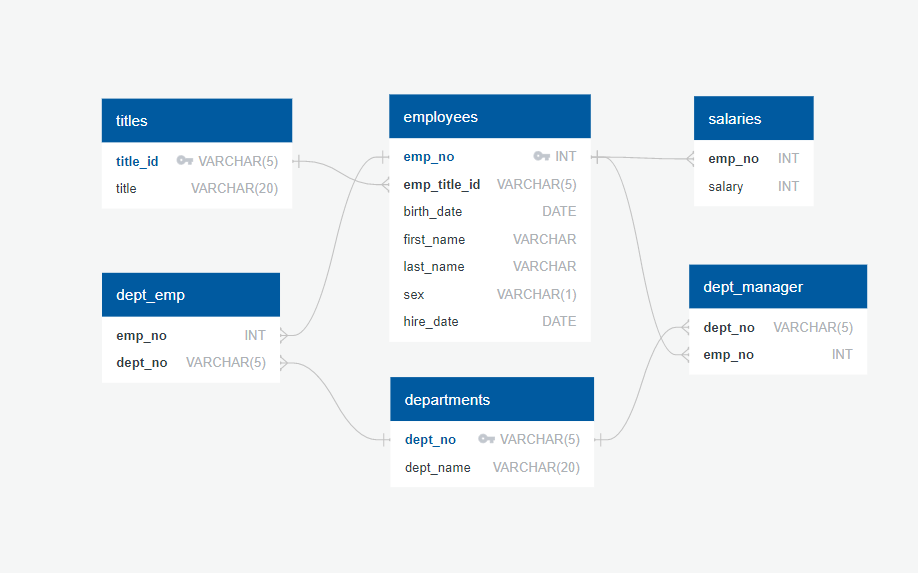 titles
title_id VARCHAR(5)
title VARCHAR(20)
employees
emp_no INT
emp_title_id VARCHAR(5)
birth_date DATE
first_name VARCHAR
last_name VARCHAR
sex VARCHAR(1)
hire_date DATE
salaries
emp_no INT
salary INT
dept_emp
emp_no INT
dept_no VARCHAR(5)
dept_manager
dept_no VARCHAR(5)
emp_no INT
departments
dept_no VARCHAR(5)
dept_name VARCHAR(20)